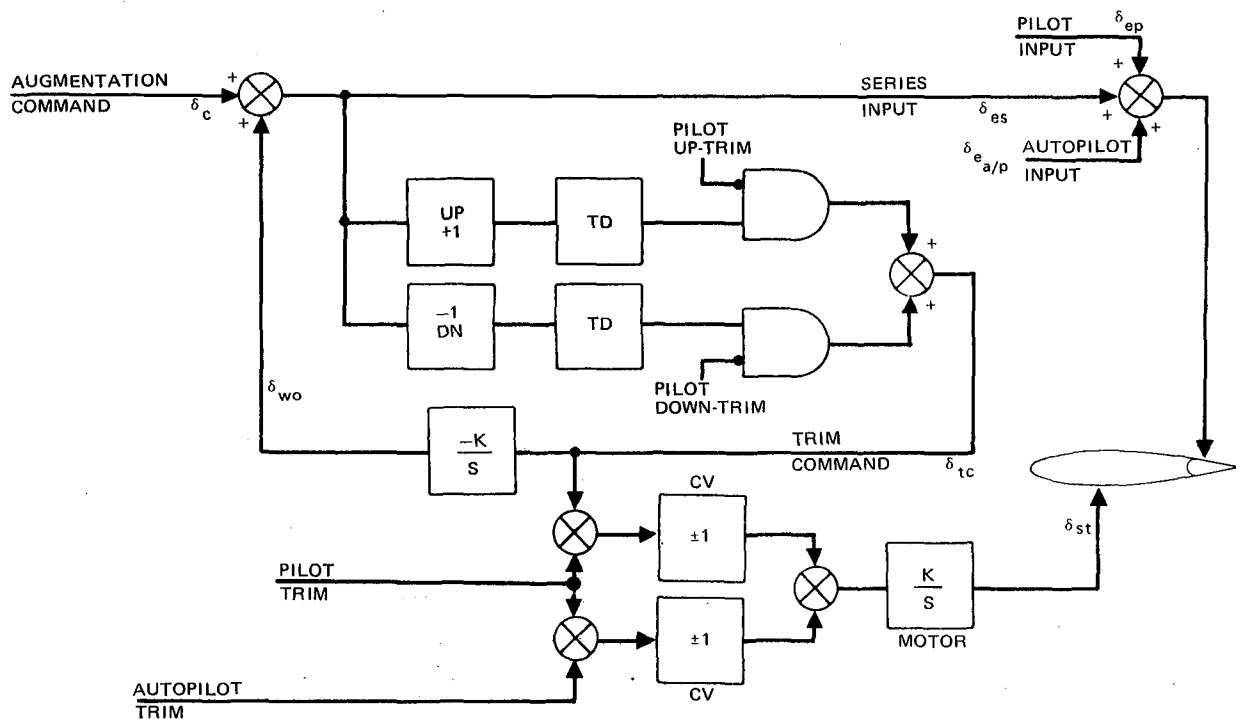 PILOT δep
INPUT
AUGMENTATION
COMMAND δc
+
+
SERIES
INPUT δes
+
+
+
δe a/p
AUTOPILOT
INPUT
PILOT
UP-TRIM
UP
+1
TD
+
+
−1
DN
TD
PILOT
DOWN-TRIM
δwo
−K
S
TRIM
COMMAND δtc
CV
±1
δst
PILOT
TRIM
K
S
MOTOR
±1
CV
AUTOPILOT
TRIM